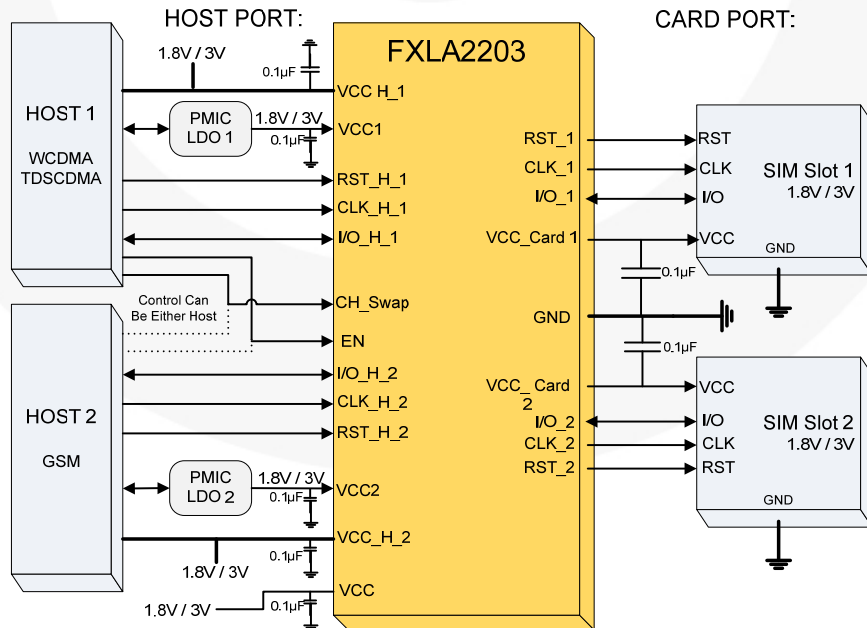 HOST PORT:
CARD PORT:
FXLA2203
HOST 1
WCDMA
TDSCDMA
1.8V / 3V
0.1µF
VCC H_1
PMIC
LDO 1
1.8V / 3V
0.1µF
VCC1
RST_H_1
CLK_H_1
I/O_H_1
Control Can
Be Either Host
CH_Swap
EN
HOST 2
GSM
I/O_H_2
CLK_H_2
RST_H_2
PMIC
LDO 2
1.8V / 3V
0.1µF
VCC2
VCC_H_2
0.1µF
1.8V / 3V
VCC
1.8V / 3V
0.1µF
RST_1
CLK_1
I/O_1
VCC_Card 1
GND
VCC_ Card
2
I/O_2
CLK_2
RST_2
0.1µF
0.1µF
RST
CLK
I/O
VCC
SIM Slot 1
1.8V / 3V
GND
VCC
I/O
CLK
RST
SIM Slot 2
1.8V / 3V
GND